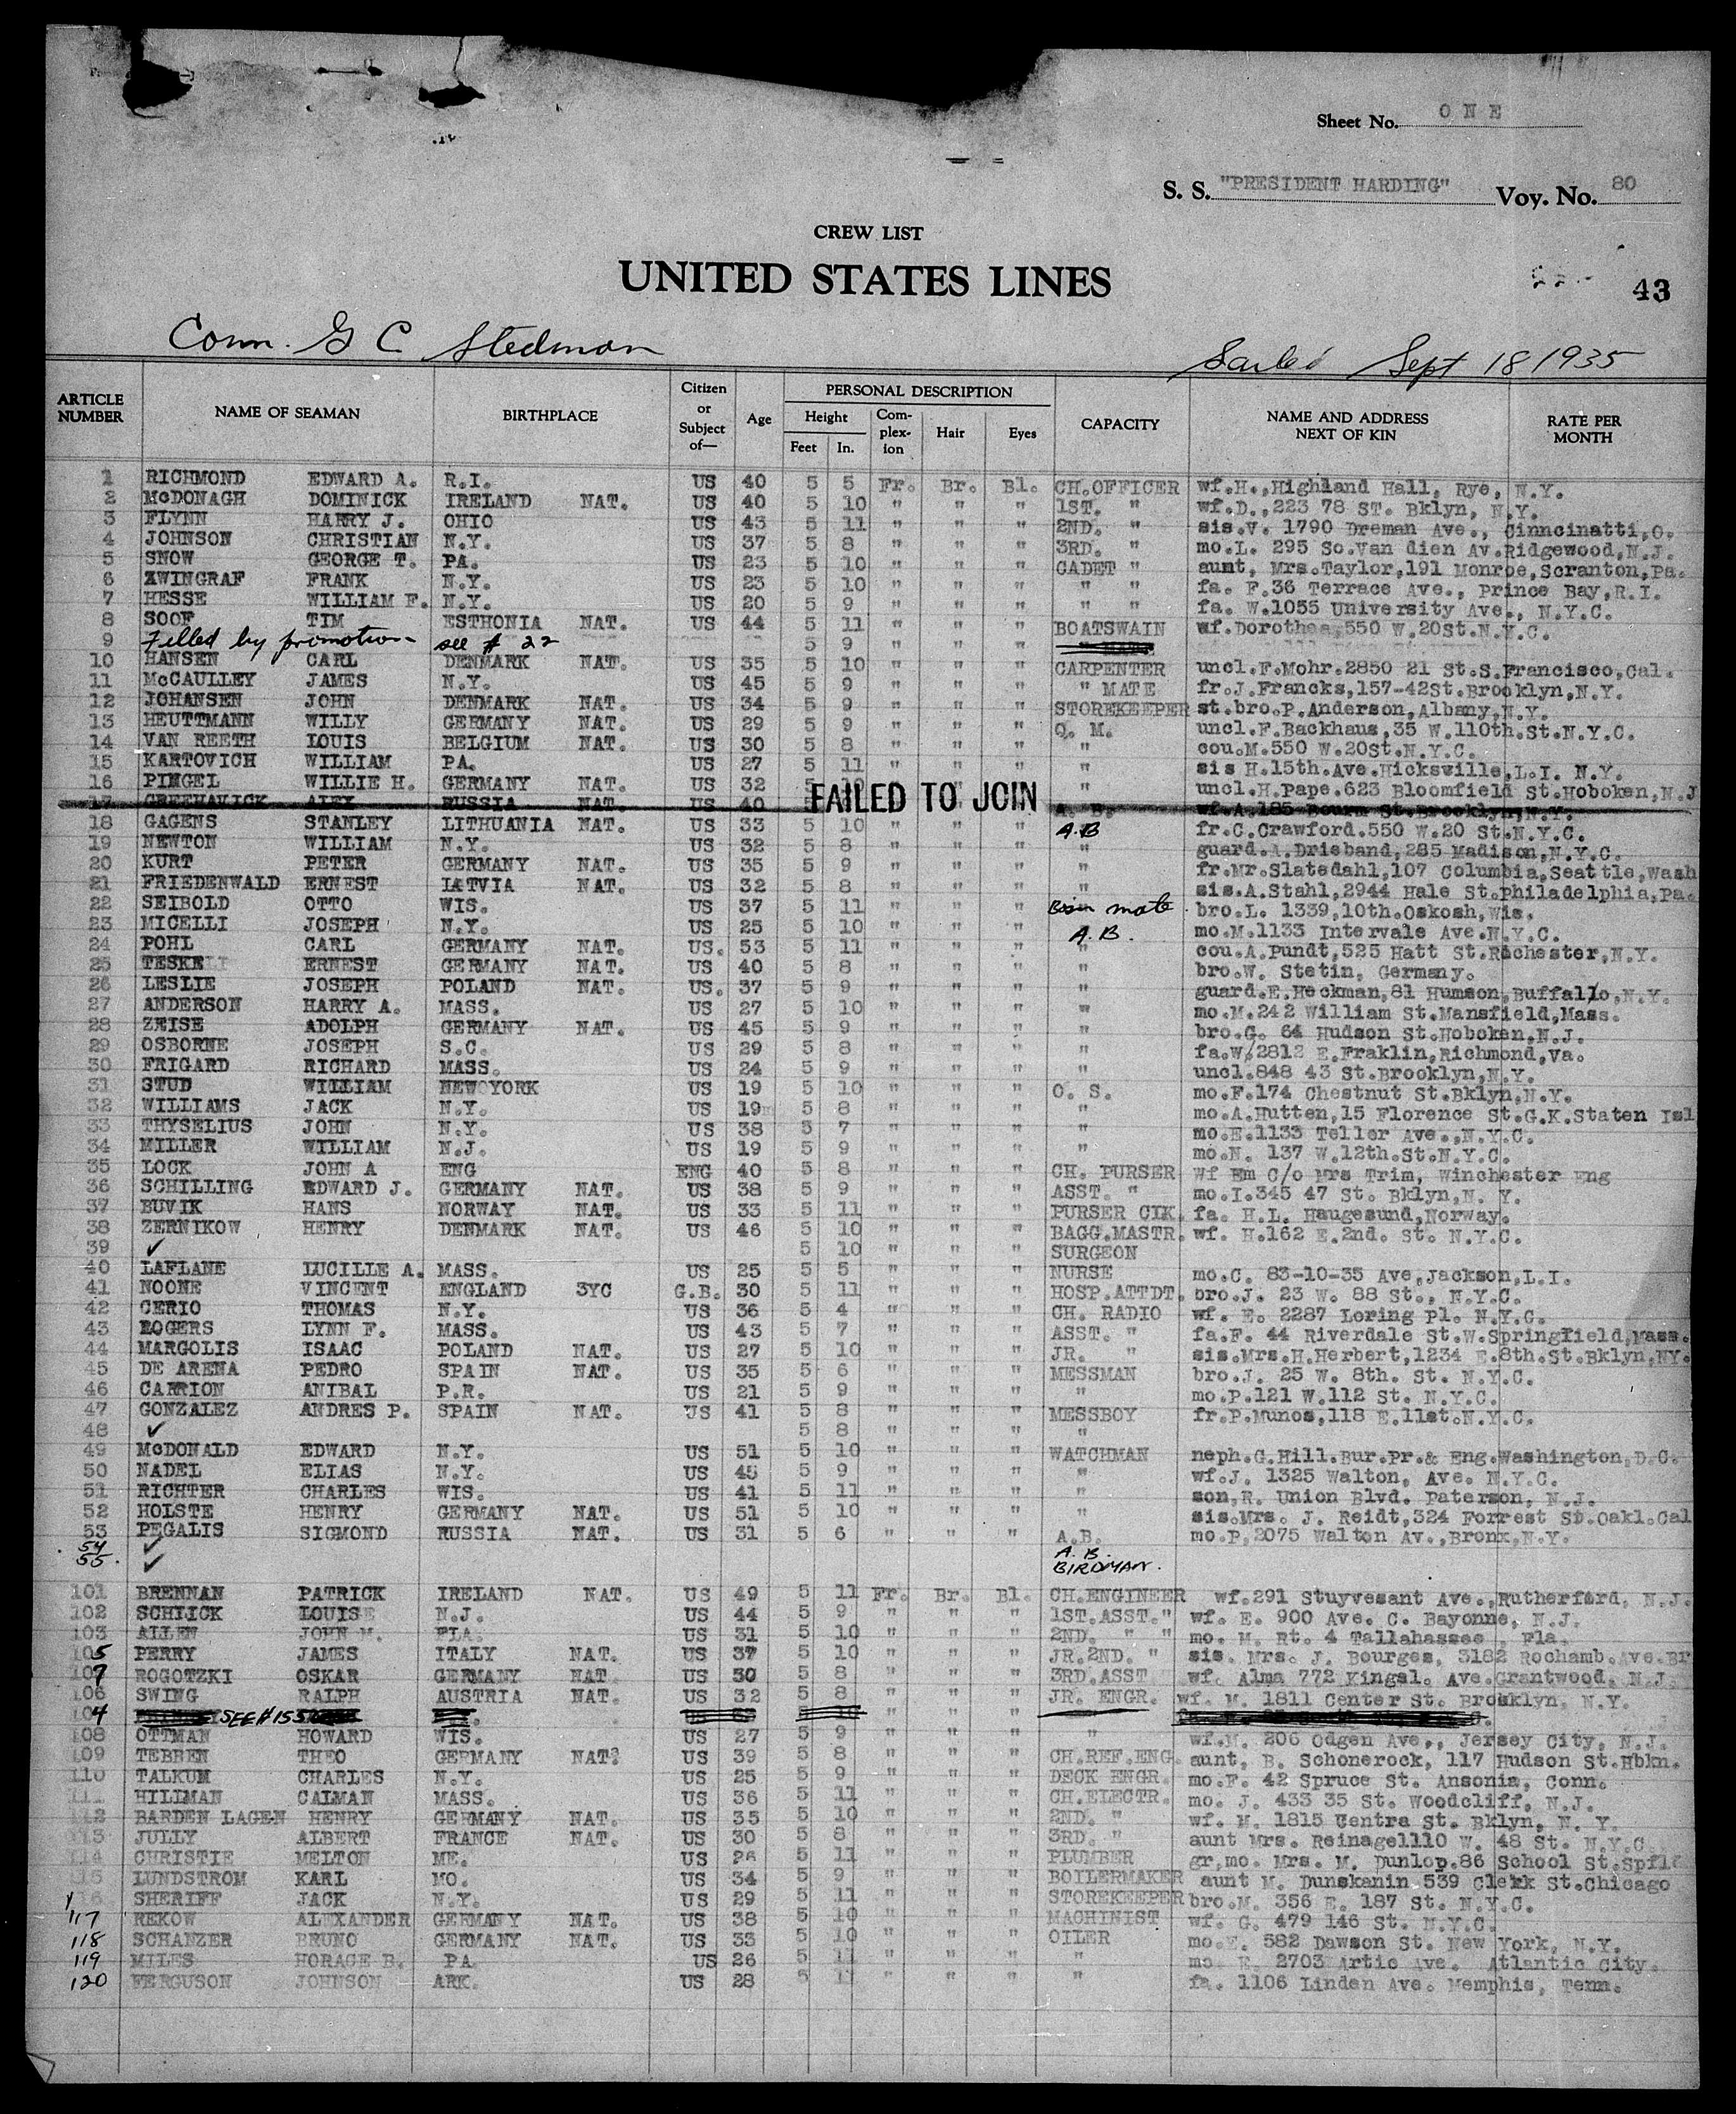 Sheet No. ONE
S. S. "PRESIDENT HARDING" Voy. No. 80
CREW LIST
UNITED STATES LINES
43
Com. G C Stedman Sailed Sept 18 1935
ARTICLE NUMBER NAME OF SEAMAN BIRTHPLACE Citizen or Subject of— Age PERSONAL DESCRIPTION Height Feet In. Com-plex-ion Hair Eyes CAPACITY NAME AND ADDRESS NEXT OF KIN RATE PER MONTH
1 RICHMOND EDWARD A. R.I. US 40 5 5 Fr. Br. Bl. CH.OFFICER wf.H.,Highland Hall, Rye, N.Y.
2 McDONAGH DOMINICK IRELAND NAT. US 40 5 10 " " " 1ST. " wf.D.,223 78 ST. Bklyn, N.Y.
3 FLYNN HARRY J. OHIO US 43 5 11 " " " 2ND. " sis.V. 1790 Dreman Ave., Cinncinatti,O.
4 JOHNSON CHRISTIAN N.Y. US 37 5 8 " " " 3RD. " mo.L. 295 So.Van dien Av.Ridgewood,N.J.
5 SNOW GEORGE T. PA. US 23 5 10 " " " CADET " aunt, Mrs.Taylor,191 Monroe,Scranton,Pa.
6 ZWINGRAF FRANK N.Y. US 23 5 10 " " " " " fa. F.36 Terrace Ave., Prince Bay,R.I.
7 HESSE WILLIAM F. N.Y. US 20 5 9 " " " " " fa. W.1055 University Ave., N.Y.C.
8 SOOF TIM ESTHONIA NAT. US 44 5 11 " " " BOATSWAIN wf.Dorothea,550 W.20St.N.Y.C.
9 Filled by promotion see # 22 5 9 " " " " MATE
10 HANSEN CARL DENMARK NAT. US 35 5 10 " " " CARPENTER uncl.F.Mohr.2850 21 St.S.Francisco,Cal.
11 McCAULLEY JAMES N.Y. US 45 5 9 " " " " MATE fr.J.Francks,157-42St.Brooklyn,N.Y.
12 JOHANSEN JOHN DENMARK NAT. US 34 5 9 " " " STOREKEEPER st.bro.P.Anderson,Albany,N.Y.
13 HEUTTMANN WILLY GERMANY NAT. US 29 5 9 " " " Q. M. uncl.F.Backhaus,35 W.110th.St.N.Y.C.
14 VAN REETH LOUIS BELGIUM NAT. US 30 5 8 " " " " cou.M.550 W.20St.N.Y.C.
15 KARTOVICH WILLIAM PA. US 27 5 11 " " " " sis H.15th.Ave.Hicksville,L.I. N.Y.
16 PINGEL WILLIE H. GERMANY NAT. US 32 5 10 " " " " uncl.H.Pape.623 Bloomfield St.Hoboken,N.J
17 ALEX RUSSIA NAT. US 40 FAILED TO JOIN A. B. wf.A.185 Bourn St.Brooklyn,N.Y.
18 GAGENS STANLEY LITHUANIA NAT. US 33 5 10 " " " A.B fr.C.Crawford.550 W.20 St.N.Y.C.
19 NEWTON WILLIAM N.Y. US 32 5 8 " " " " guard.A.Drieband,285 Madison,N.Y.C.
20 KURT PETER GERMANY NAT. US 35 5 9 " " " " fr.Mr.Slatedahl,107 Columbia,Seattle,Wash
21 FRIEDENWALD ERNEST LATVIA NAT. US 32 5 8 " " " " sis.A.Stahl,2944 Hale St.Philadelphia,Pa.
22 SEIBOLD OTTO WIS. US 37 5 11 " " " Bosn mate bro.L. 1339,10th.Oskosh,Wis.
23 MICELLI JOSEPH N.Y. US 25 5 10 " " " A.B. mo.M.1133 Intervale Ave.N.Y.C.
24 POHL CARL GERMANY NAT. US. 53 5 11 " " " " cou.A.Pundt,525 Hatt St.Rochester,N.Y.
25 TESKE ERNEST GERMANY NAT. US 40 5 8 " " " " bro.W. Stetin, Germany.
26 LESLIE JOSEPH POLAND NAT. US. 37 5 9 " " " " guard.E.Heckman,81 Humson,Buffallo,N.Y.
27 ANDERSON HARRY A. MASS. US 27 5 10 " " " " mo.M.242 William St.Mansfield,Mass.
28 ZEISE ADOLPH GERMANY NAT. US 45 5 9 " " " " bro.G. 64 Hudson St.Hoboken,N.J.
29 OSBORNE JOSEPH S.C. US 29 5 8 " " " " fa.W.2812 E.Fraklin,Richmond,Va.
30 FRIGARD RICHARD MASS. US 24 5 9 " " " " uncl.848 43 St.Brooklyn,N.Y.
31 STUD WILLIAM NEW YORK US 19 5 10 " " " O. S. mo.F.174 Chestnut St.Bklyn,N.Y.
32 WILLIAMS JACK N.Y. US 19 5 8 " " " " mo.A.Hutten,15 Florence St.G.K.Staten Isl
33 THYSELIUS JOHN N.Y. US 38 5 7 " " " " mo.E.1133 Teller Ave.,N.Y.C.
34 MILLER WILLIAM N.J. US 19 5 9 " " " " mo.N. 137 W.12th.St.N.Y.C.
35 LOCK JOHN A ENG ENG 40 5 8 " " " CH. PURSER wf Em C/o Mrs Trim, Winchester Eng
36 SCHILLING EDWARD J. GERMANY NAT. US 38 5 9 " " " ASST. " mo.I.345 47 St. Bklyn,N. Y.
37 BUVIK HANS NORWAY NAT. US 33 5 11 " " " PURSER CIK. fa. H.L. Haugesund,Norway.
38 ZERNIKOW HENRY DENMARK NAT. US 46 5 10 " " " BAGG.MASTR. wf. H.162 E.2nd. St. N.Y.C.
39 ✓ 5 10 " " " SURGEON
40 LAFLANE LUCILLE A. MASS. US 25 5 5 " " " NURSE mo.C. 83-10-35 Ave,Jackson,L.I.
41 NOONE VINCENT ENGLAND 3YC G.B. 30 5 11 " " " HOSP.ATTDT. bro.J. 23 W. 88 St., N.Y.C.
42 CERIO THOMAS N.Y. US 36 5 4 " " " CH. RADIO wf. E. 2287 Loring Pl. N.Y.C.
43 ROGERS LYNN F. MASS. US 43 5 7 " " " ASST. " fa.F. 44 Riverdale St.W.Springfield,Mass.
44 MARGOLIS ISAAC POLAND NAT. US 27 5 10 " " " JR. " sis.Mrs.H.Herbert,1234 E.8th.St.Bklyn,NY.
45 DE ARENA PEDRO SPAIN NAT. US 35 5 6 " " " MESSMAN bro.J. 25 W. 8th. St. N.Y.C.
46 CARRION ANIBAL P.R. US 21 5 9 " " " " mo.P.121 W.112 St. N.Y.C.
47 GONZALEZ ANDRES P. SPAIN NAT. US 41 5 8 " " " MESSBOY fr.P.Munos,118 E.11st.N.Y.C.
48 ✓ 5 8 " " " "
49 McDONALD EDWARD N.Y. US 51 5 10 " " " WATCHMAN neph.G.Hill.Bur.Pr.& Eng.Washington,D.C.
50 NADEL ELIAS N.Y. US 45 5 9 " " " " wf.J. 1325 Walton, Ave. N.Y.C.
51 RICHTER CHARLES WIS. US 41 5 11 " " " " son,R. Union Blvd. Paterson, N.J.
52 HOLSTE HENRY GERMANY NAT. US 51 5 10 " " " " sis.Mrs. J. Reidt,324 Forrest St.Oakl.Cal
53 PEGALIS SIGMOND RUSSIA NAT. US 31 5 6 " " " A.B. mo.P.2075 Walton Av.,Bronx,N.Y.
54 ✓ A.B.
55. ✓ BIRDMAN.
101 BRENNAN PATRICK IRELAND NAT. US 49 5 11 Fr. Br. Bl. CH.ENGINEER wf.291 Stuyvesant Ave.,Rutherford, N.J.
102 SCHLICK LOUIS N.J. US 44 5 9 " " " 1ST.ASST." wf. E. 900 Ave. C. Bayonne, N.J.
103 ALLEN JOHN M. FLA. US 31 5 10 " " " 2ND. " " mo. M. Rt. 4 Tallahassee , Fla.
105 PERRY JAMES ITALY NAT. US 37 5 10 " " " JR.2ND. " sis. Mrs. J. Bourges, 3182 Rochamb.Ave.Br
107 ROGOTZKI OSKAR GERMANY NAT US 30 5 8 " " " 3RD.ASST wf. Alma 772 Kingsl. Ave.Grantwood, N.J.
106 SWING RALPH AUSTRIA NAT. US 32 5 8 " " " JR. ENGR. wf. M. 1811 Center St. Brooklyn, N.Y.
104 SEE # 153 " " "
108 OTTMAN HOWARD WIS. US 27 5 9 " " " " wf.M. 206 Odgen Ave., Jersey City, N.J.
109 TEBBEN THEO GERMANY NAT? US 39 5 8 " " " CH.REF.ENG. aunt, B. Schonerock, 117 Hudson St.Hbkn.
110 TALKUM CHARLES N.Y. US 25 5 9 " " " DECK ENGR. mo.F. 42 Spruce St. Ansonia, Conn.
111 HILLMAN CALMAN MASS. US 36 5 11 " " " CH.ELECTR. mo. J. 433 35 St. Woodcliff, N.J.
112 BARDEN LAGEN HENRY GERMANY NAT. US 35 5 10 " " " 2ND. " wf. M. 1815 Centra St. Bklyn, N. Y.
113 JULLY ALBERT FRANCE NAT. US 30 5 8 " " " 3RD. " aunt Mrs. Reinagel110 W. 48 St. N.Y.C.
114 CHRISTIE MELTON ME. US 26 5 11 " " " PLUMBER gr,mo. Mrs. M. Dunlop.86 School St.Spfld
115 LUNDSTROM KARL MO. US 34 5 9 " " " BOILERMAKER aunt M. Dunskanin 539 Clerk St.Chicago
116 SHERIFF JACK N.Y. US 29 5 11 " " " STOREKEEPER bro.M. 356 E. 187 St. N.Y.C.
117 REKOW ALEXANDER GERMANY NAT. US 38 5 10 " " " MACHINIST wf. G. 479 146 St. N.Y.C.
118 SCHANZER BRUNO GERMANY NAT. US 33 5 10 " " " OILER mo.F. 582 Dawson St. New York, N.Y.
119 MILES HORACE B. PA. US 26 5 11 " " " " mo. E. 2703 Artic Ave. Atlantic City.
120 FERGUSON JOHNSON ARK. US 28 5 11 " " " " fa. 1106 Linden Ave. Memphis, Tenn.